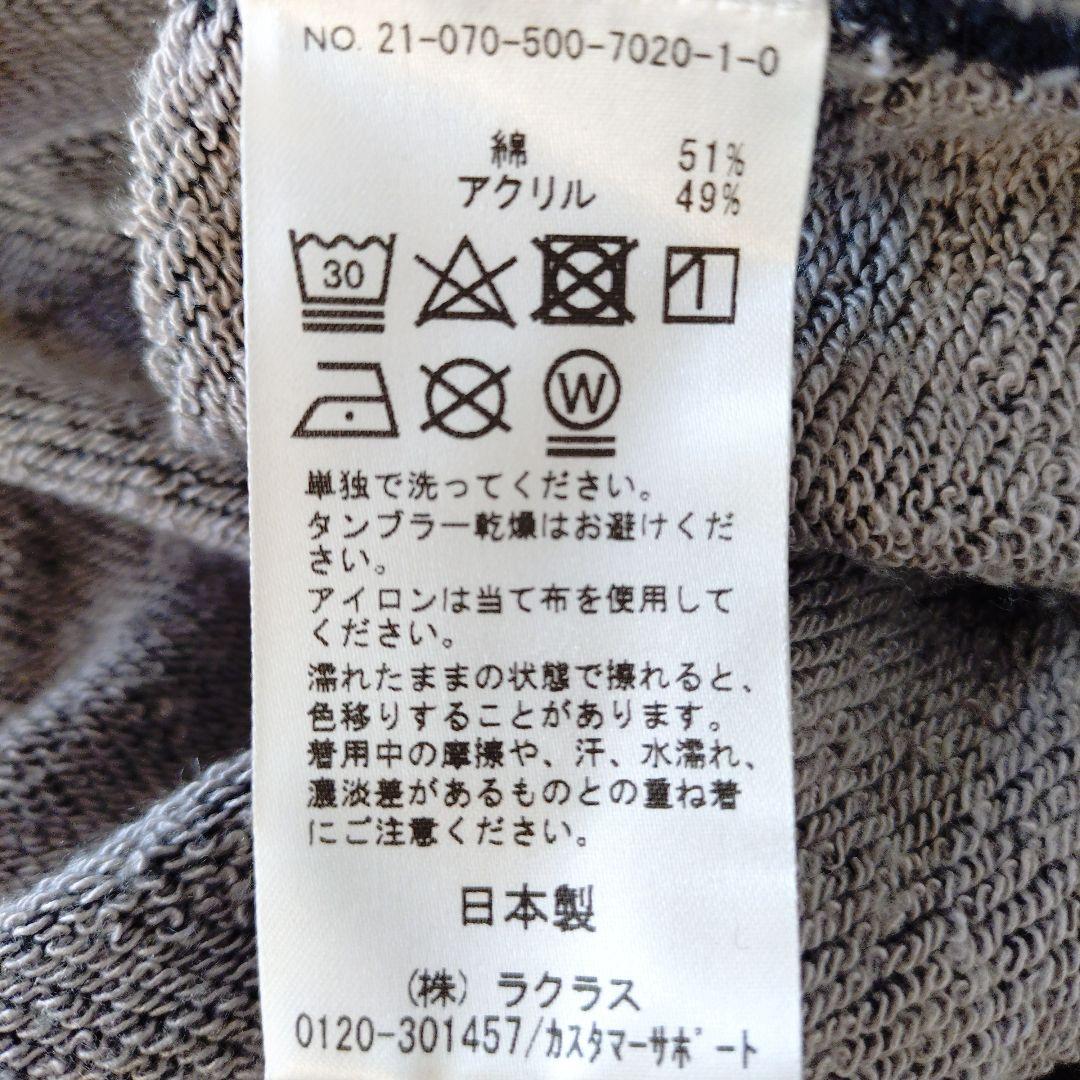 NO. 21-070-500-7020-1-0
綿 51%
アクリル 49%
30
W
単独で洗ってください。
タンブラー乾燥はお避けくだ
さい。
アイロンは当て布を使用して
ください。
濡れたままの状態で擦れると、
色移りすることがあります。
着用中の摩擦や、汗、水濡れ、
濃淡差があるものとの重ね着
にご注意ください。
日本製
(株) ラクラス
0120-301457/カスタマーサポート